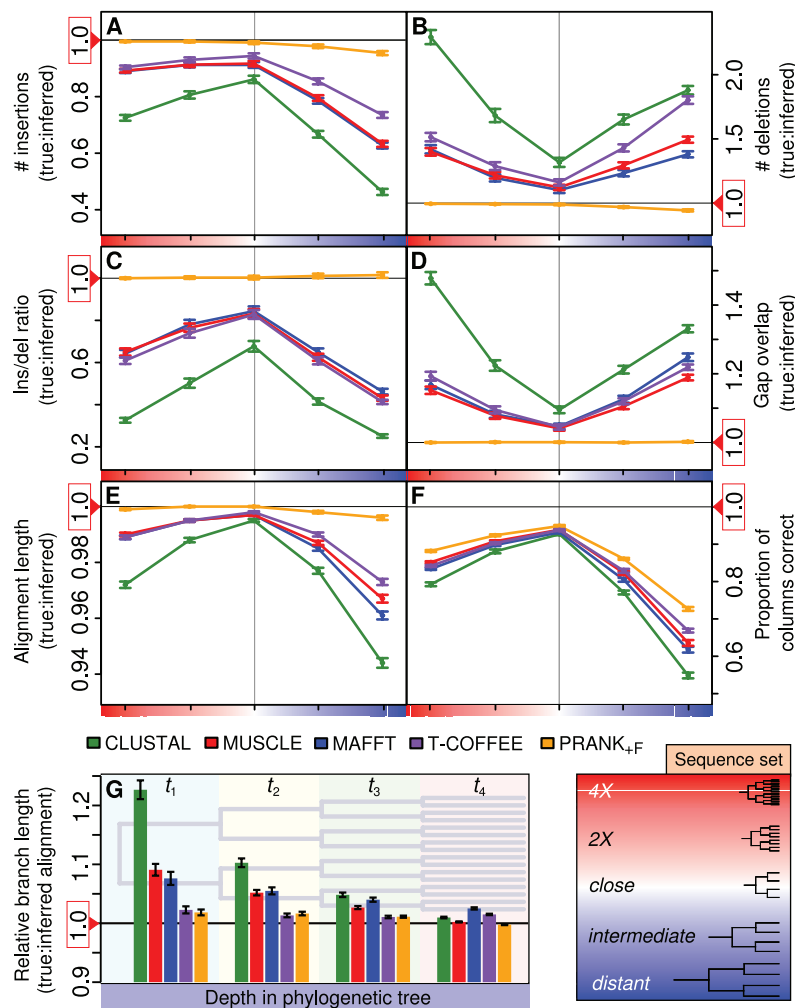 A
B
1.0
0.8
0.6
0.4
# insertions
(true:inferred)
2.0
1.5
1.0
# deletions
(true:inferred)
C
D
1.0
0.6
0.2
Ins/del ratio
(true:inferred)
1.4
1.2
1.0
Gap overlap
(true:inferred)
E
F
1.0
0.98
0.96
0.94
Alignment length
(true:inferred)
1.0
0.8
0.6
Proportion of
columns correct
CLUSTAL MUSCLE MAFFT T-COFFEE PRANK+F
G
t1 t2 t3 t4
1.2
1.1
1.0
0.9
Relative branch length
(true:inferred alignment)
Depth in phylogenetic tree
Sequence set
4X
2X
close
intermediate
distant